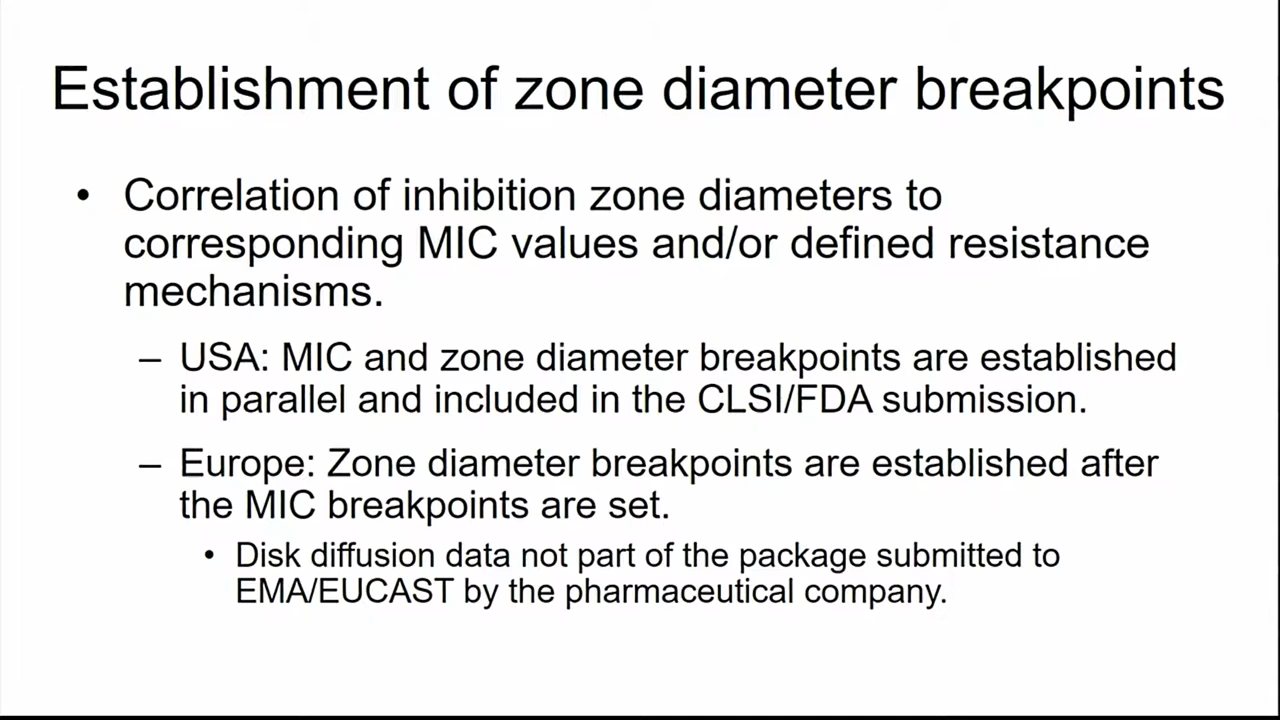 Establishment of zone diameter breakpoints
• Correlation of inhibition zone diameters to
corresponding MIC values and/or defined resistance
mechanisms.
– USA: MIC and zone diameter breakpoints are established
in parallel and included in the CLSI/FDA submission.
– Europe: Zone diameter breakpoints are established after
the MIC breakpoints are set.
• Disk diffusion data not part of the package submitted to
EMA/EUCAST by the pharmaceutical company.